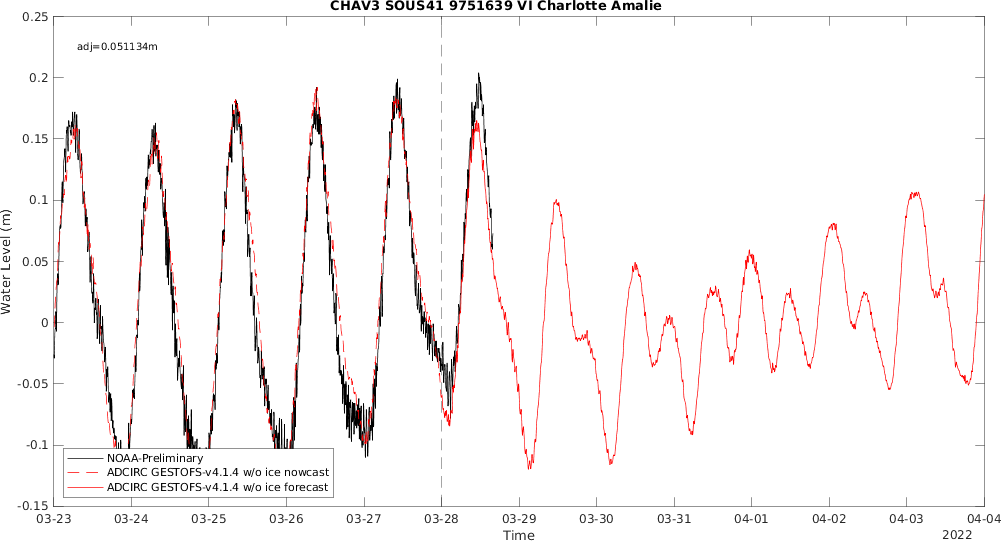 CHAV3 SOUS41 9751639 VI Charlotte Amalie
adj=0.051134m
Water Level (m)
0.25
0.2
0.15
0.1
0.05
0
-0.05
-0.1
-0.15
NOAA-Preliminary
ADCIRC GESTOFS-v4.1.4 w/o ice nowcast
ADCIRC GESTOFS-v4.1.4 w/o ice forecast
03-23 03-24 03-25 03-26 03-27 03-28 03-29 03-30 03-31 04-01 04-02 04-03 04-04
Time
2022